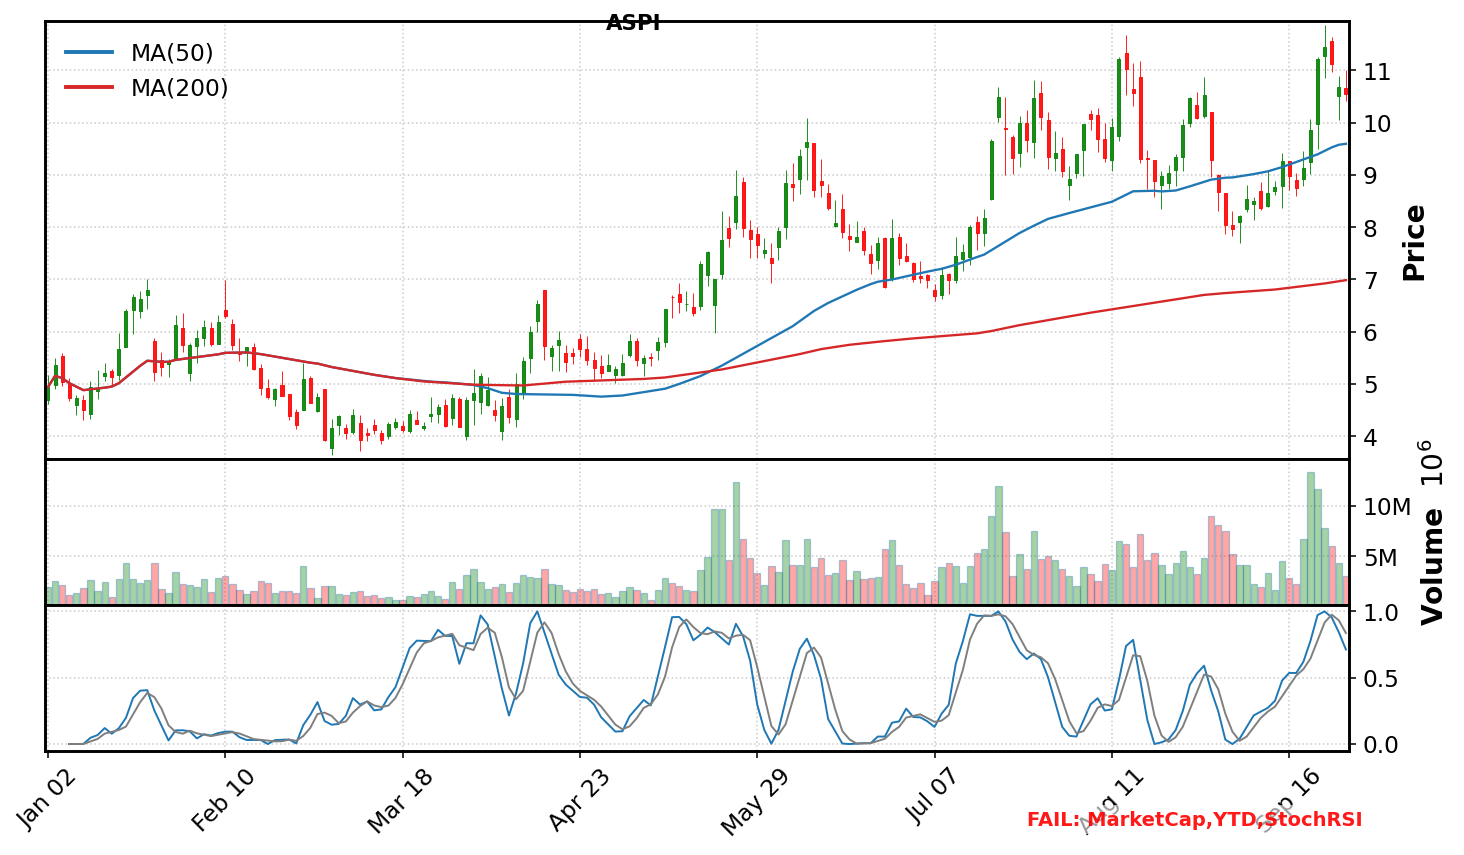 ASPI
MA(50)
MA(200)
11
10
9
8
7
6
5
4
Price
10M
5M
Volume 10^6
1.0
0.5
0.0
Jan 02
Feb 10
Mar 18
Apr 23
May 29
Jul 07
Aug 11
Sep 16
FAIL: MarketCap,YTD,StochRSI